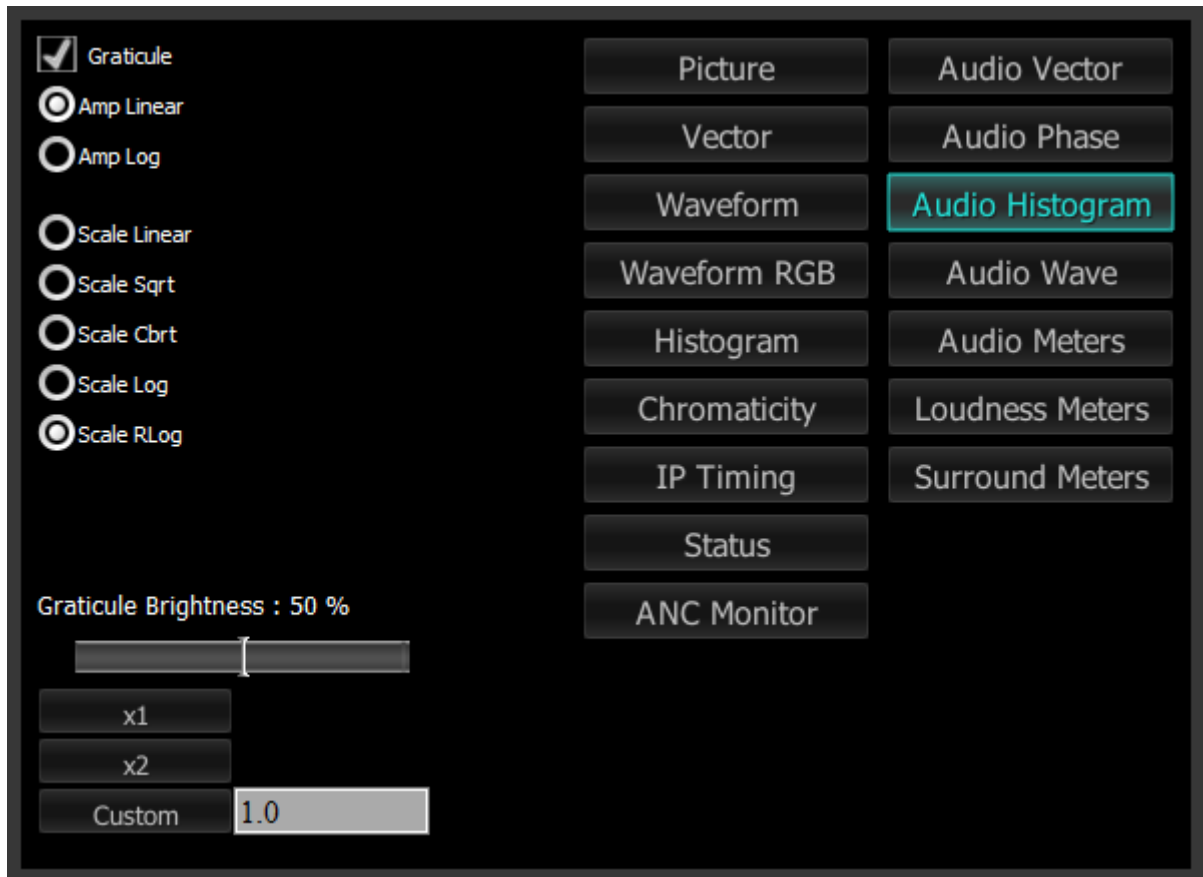 Graticule
Amp Linear
Amp Log
Scale Linear
Scale Sqrt
Scale Cbrt
Scale Log
Scale RLog
Graticule Brightness : 50 %
x1
x2
Custom
1.0
Picture
Vector
Waveform
Waveform RGB
Histogram
Chromaticity
IP Timing
Status
ANC Monitor
Audio Vector
Audio Phase
Audio Histogram
Audio Wave
Audio Meters
Loudness Meters
Surround Meters